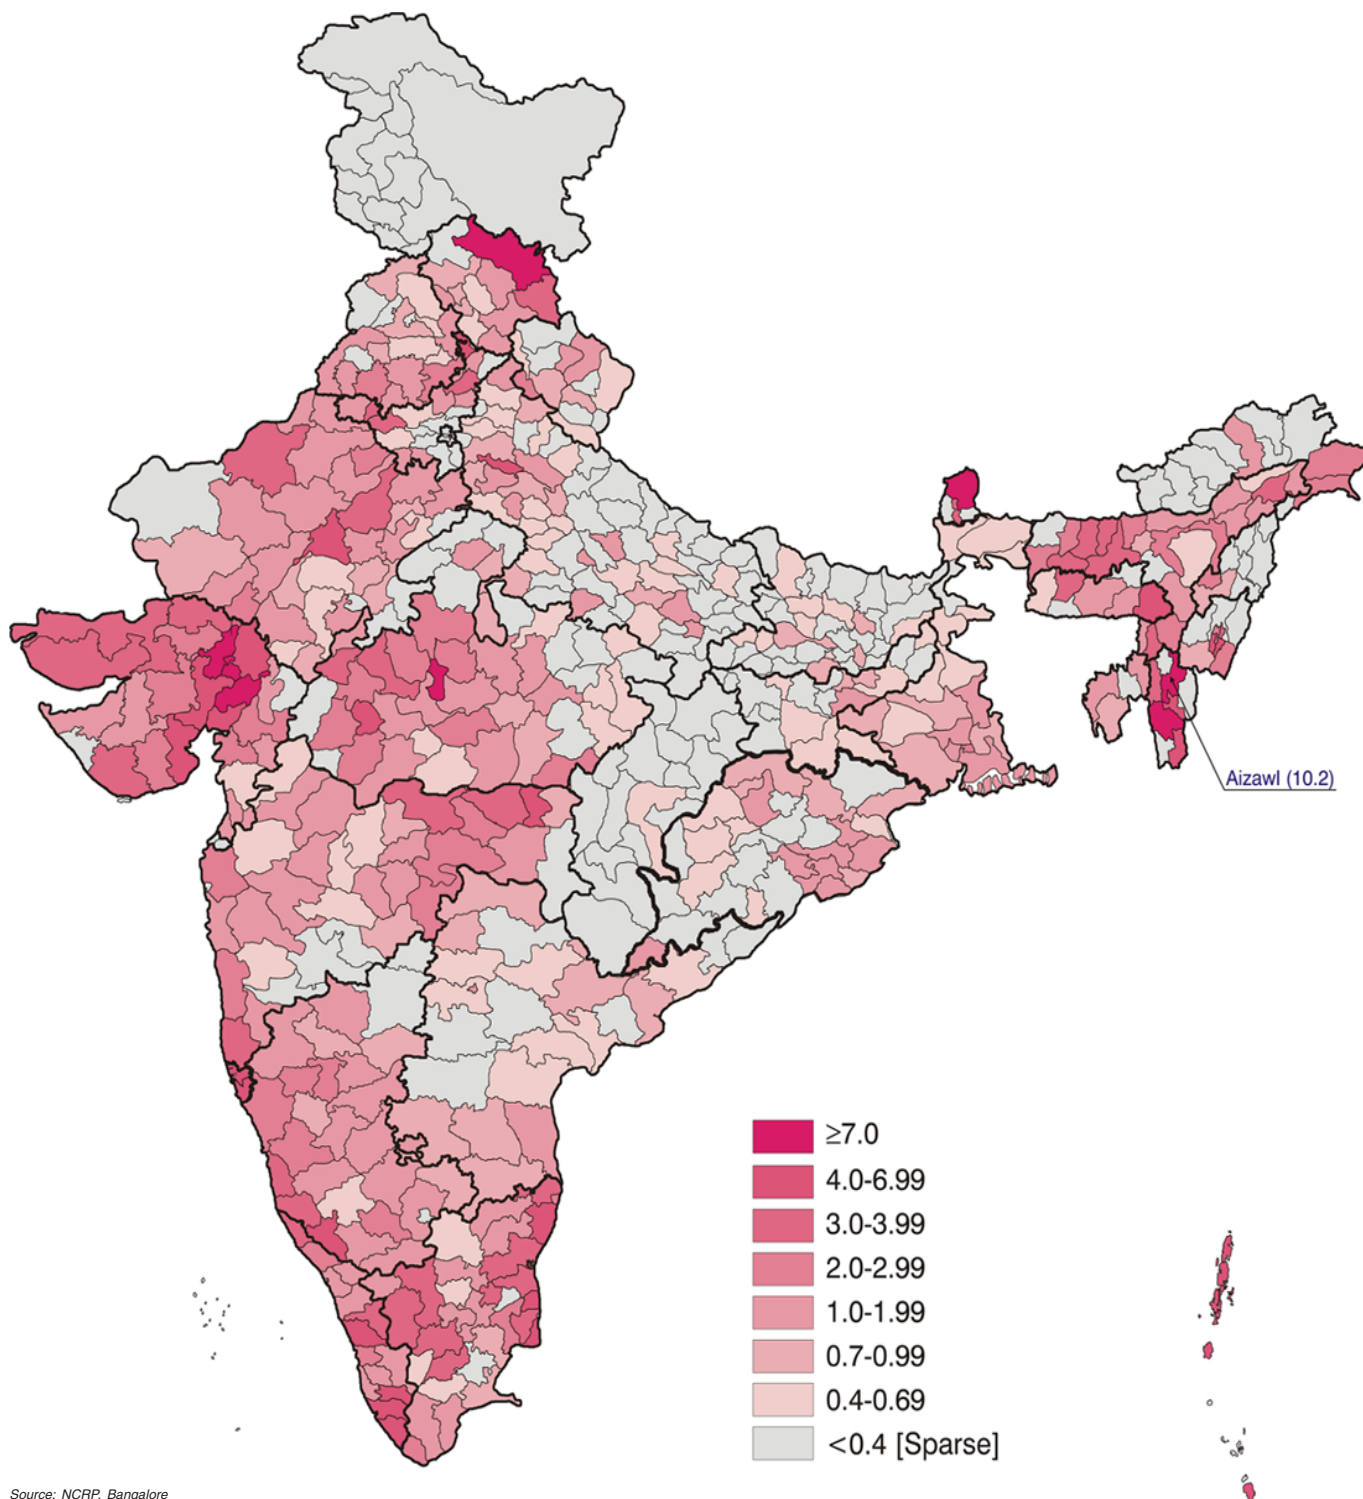 Aizawl (10.2)
≥7.0
4.0-6.99
3.0-3.99
2.0-2.99
1.0-1.99
0.7-0.99
0.4-0.69
<0.4 [Sparse]
Source: NCRP, Bangalore